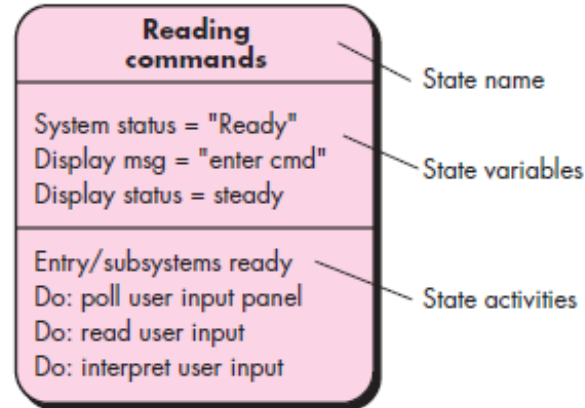 Reading
commands
State name
System status = "Ready"
Display msg = "enter cmd"
Display status = steady
State variables
Entry/subsystems ready
Do: poll user input panel
Do: read user input
Do: interpret user input
State activities